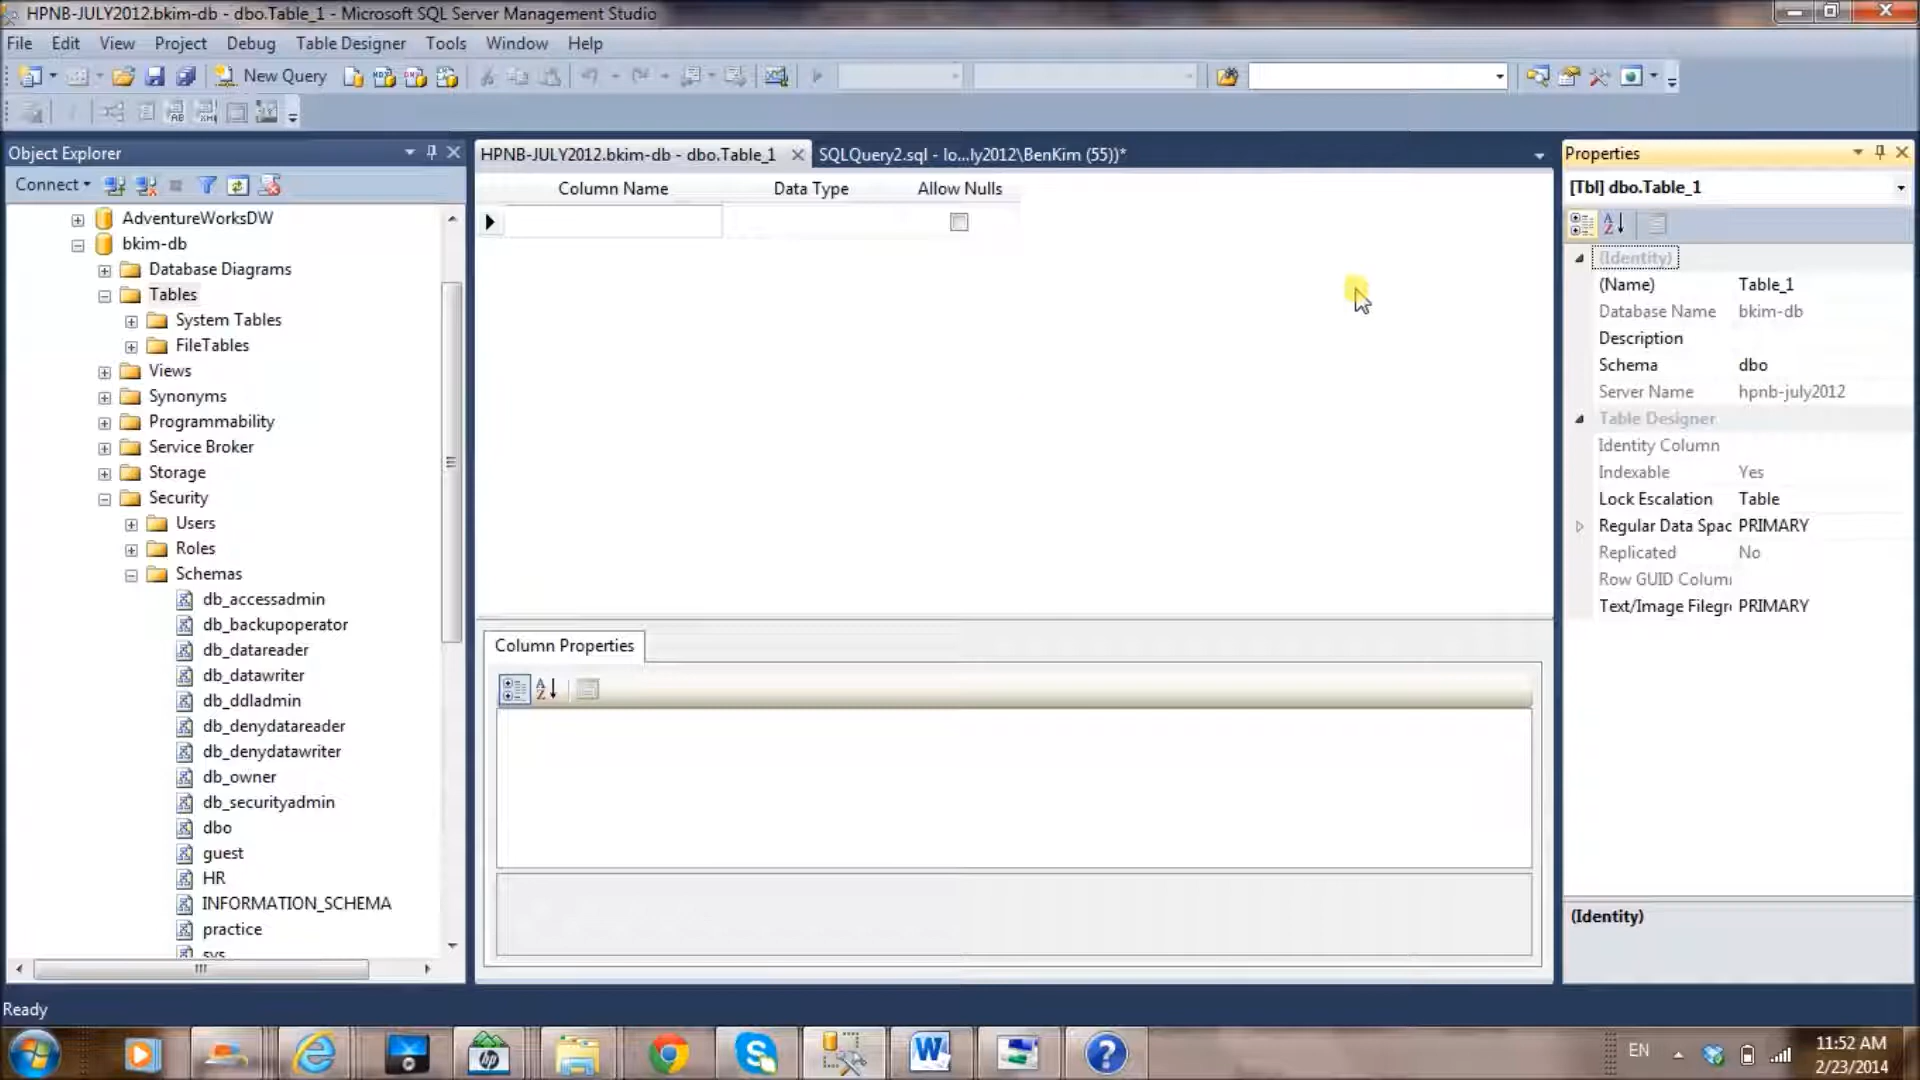 HPNB-JULY2012.bkim-db - dbo.Table_1 - Microsoft SQL Server Management Studio
File Edit View Project Debug Table Designer Tools Window Help
New Query
Object Explorer
Connect
AdventureWorksDW
bkim-db
Database Diagrams
Tables
System Tables
FileTables
Views
Synonyms
Programmability
Service Broker
Storage
Security
Users
Roles
Schemas
db_accessadmin
db_backupoperator
db_datareader
db_datawriter
db_ddladmin
db_denydatareader
db_denydatawriter
db_owner
db_securityadmin
dbo
guest
HR
INFORMATION_SCHEMA
practice
sys
HPNB-JULY2012.bkim-db - dbo.Table_1
SQLQuery2.sql - lo...ly2012\BenKim (55))*
Column Name Data Type Allow Nulls
Column Properties
Properties
[Tbl] dbo.Table_1
(Identity)
(Name) Table_1
Database Name bkim-db
Description
Schema dbo
Server Name hpnb-july2012
Table Designer
Identity Column
Indexable Yes
Lock Escalation Table
Regular Data Spac PRIMARY
Replicated No
Row GUID Colum
Text/Image Filegr PRIMARY
(Identity)
Ready
EN
11:52 AM
2/23/2014